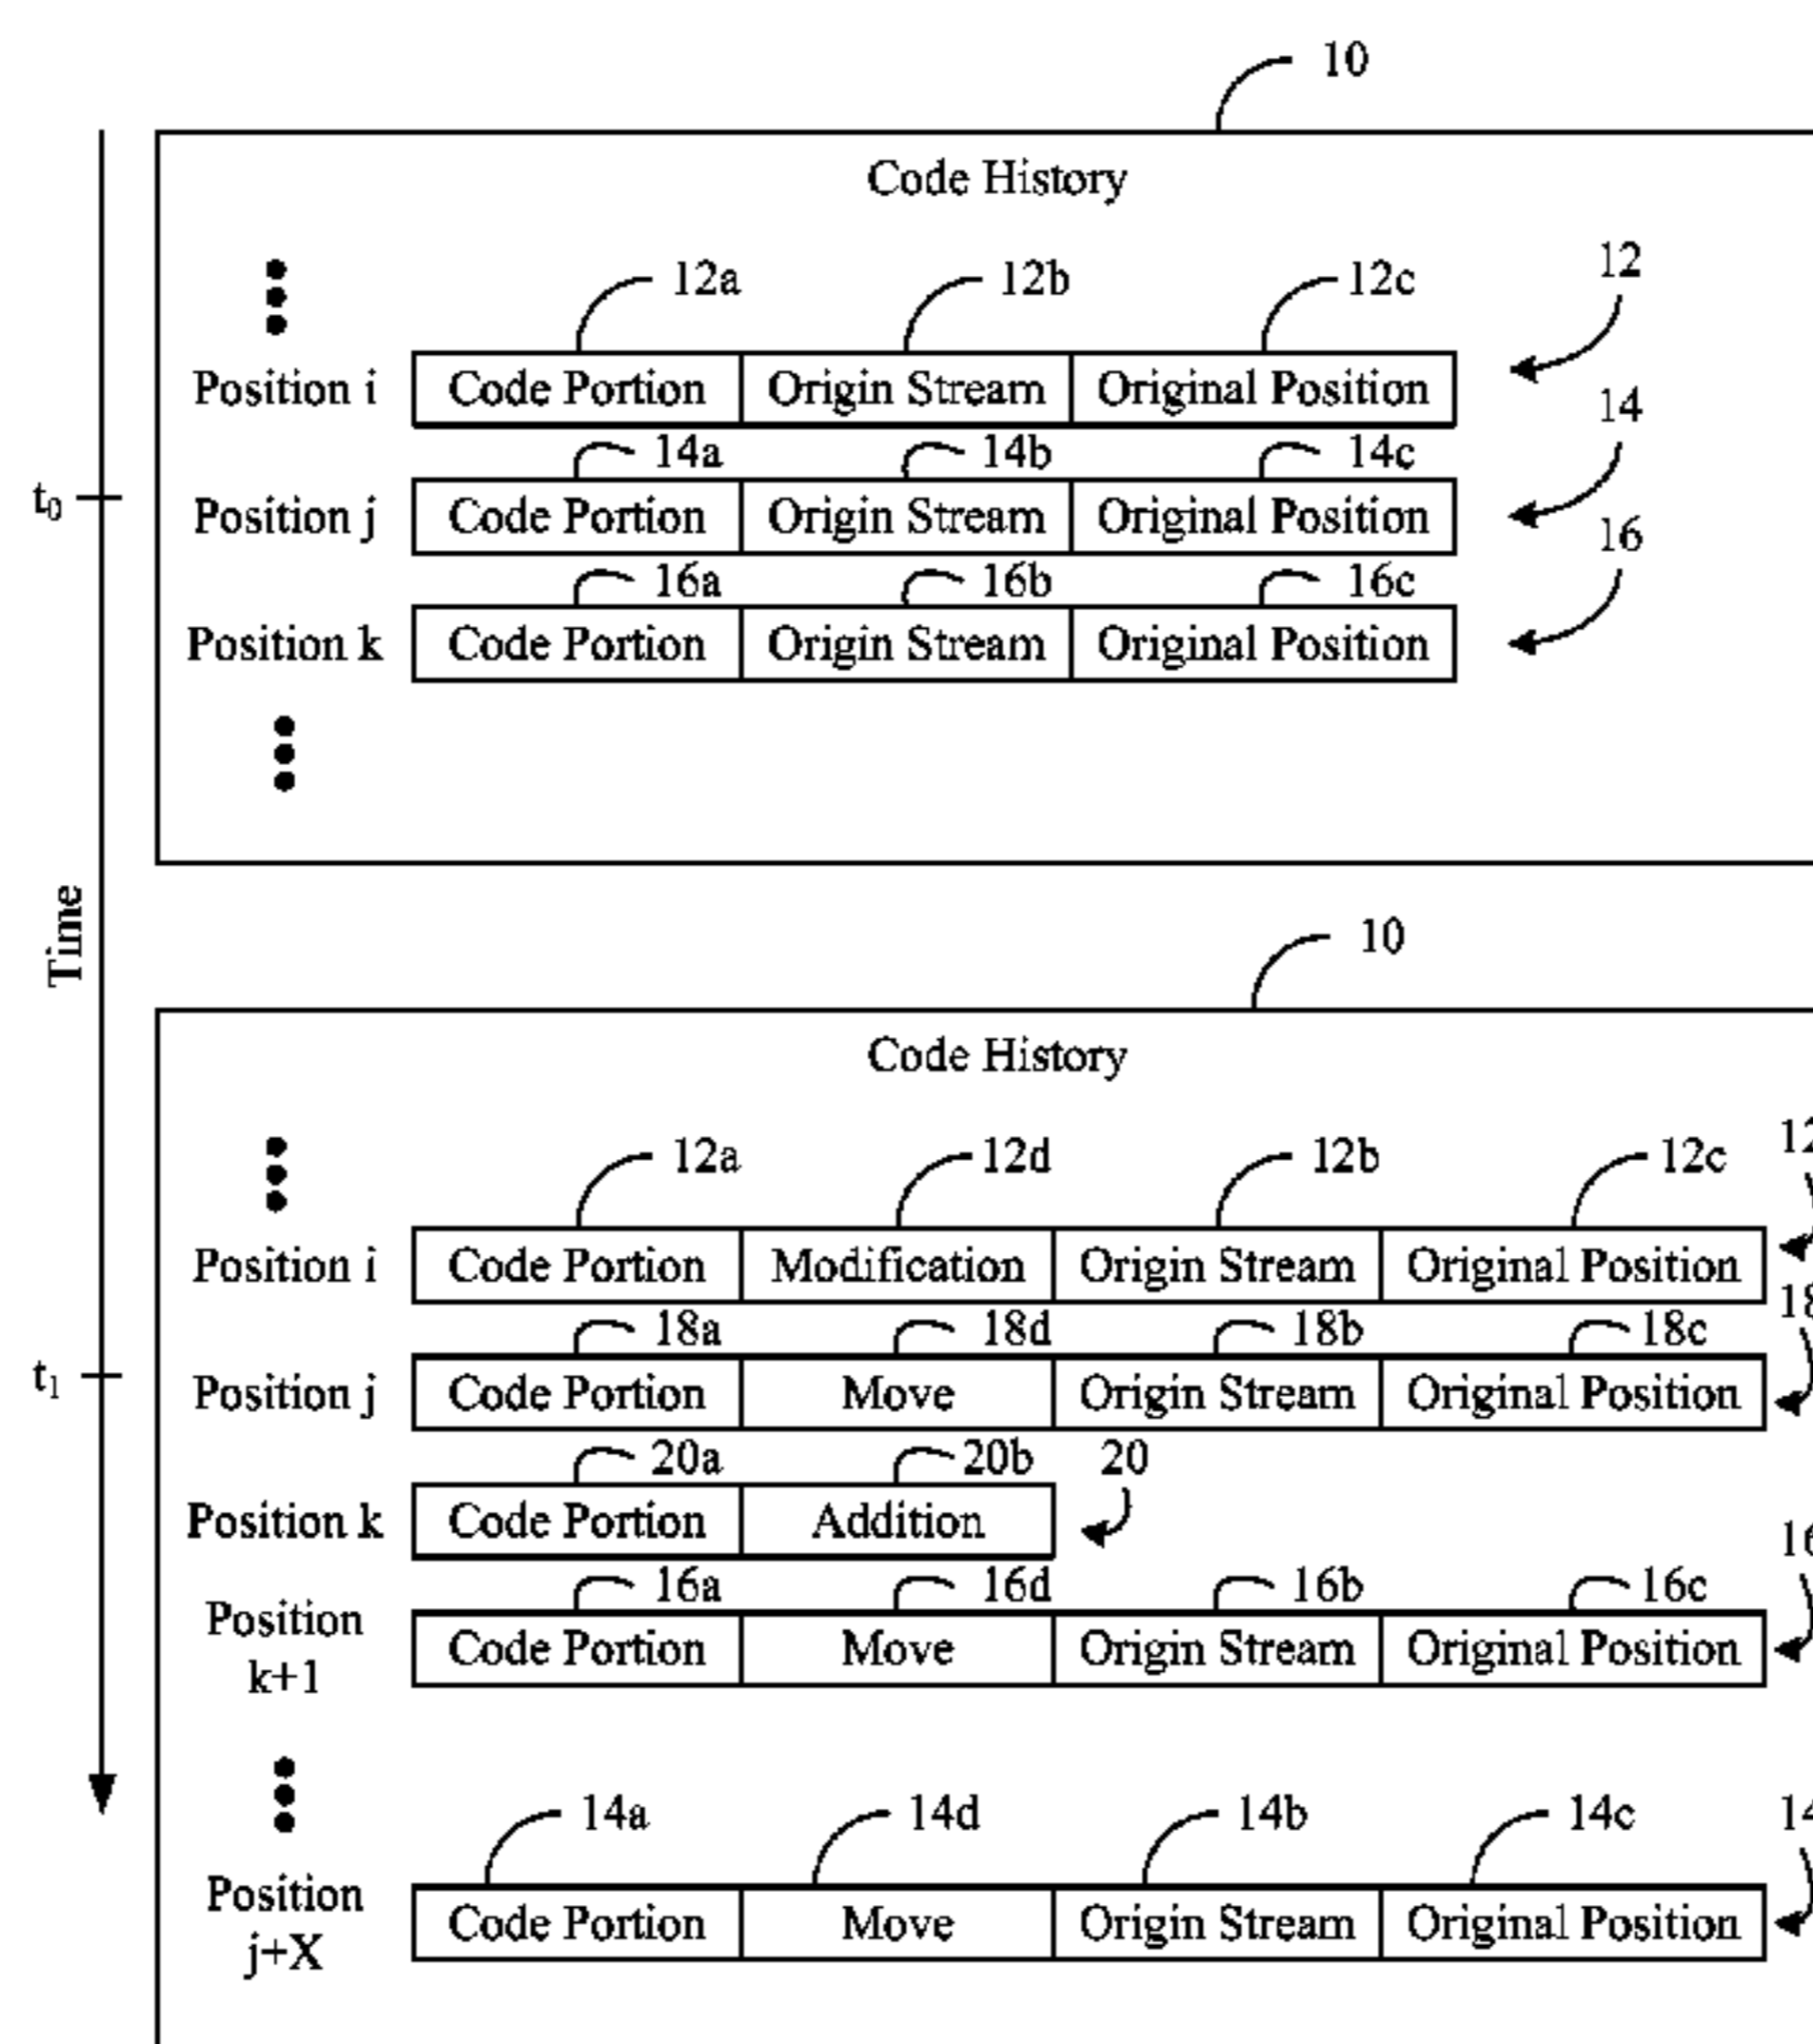 10
Code History
12a 12b 12c 12
Position i Code Portion Origin Stream Original Position
14
14a 14b 14c
t0 Position j Code Portion Origin Stream Original Position
16
16a 16b 16c
Position k Code Portion Origin Stream Original Position
Time
10
Code History
12a 12d 12b 12c 12
Position i Code Portion Modification Origin Stream Original Position
18a 18d 18b 18c 18
t1 Position j Code Portion Move Origin Stream Original Position
20a 20b 20
Position k Code Portion Addition
16a 16d 16b 16c 16
Position
k+1
Code Portion Move Origin Stream Original Position
14a 14d 14b 14c 14
Position
j+X
Code Portion Move Origin Stream Original Position